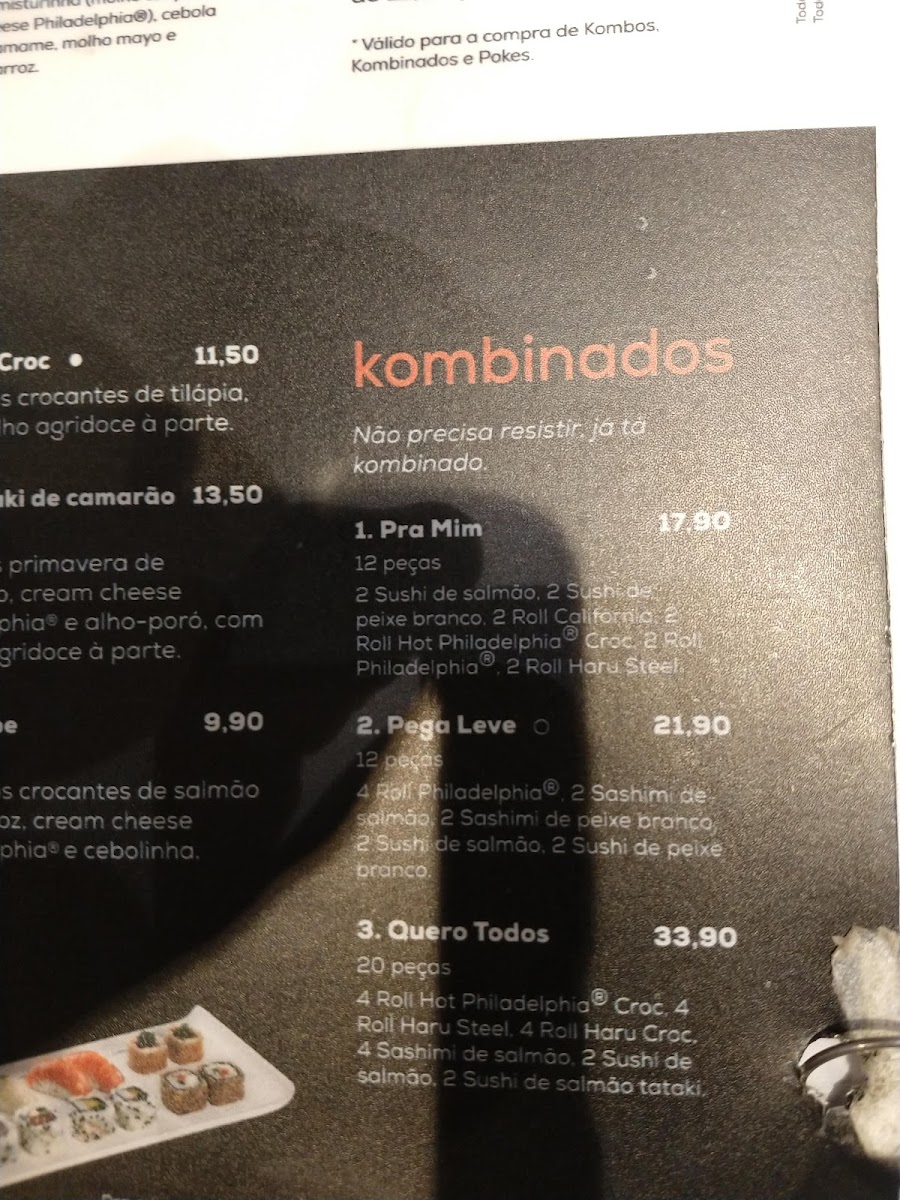 ese Philadelphia®), cebola
mame, molho mayo e
arroz.
* Válido para a compra de Kombos,
Kombinados e Pokes.
Croc
11,50
s crocantes de tilápia,
lho agridoce à parte.
aki de camarão 13,50
s primavera de
o, cream cheese
phia® e alho-poró, com
gridoce à parte.
9,90
os crocantes de salmão
oz, cream cheese
phia® e cebolinha.
kombinados
Não precisa resistir, já tá
kombinado.
1. Pra Mim 17,90
12 peças
2 Sushi de salmão, 2 Sushi de
peixe branco, 2 Roll California, 2
Roll Hot Philadelphia® Croc, 2 Roll
Philadelphia®, 2 Roll Haru Steel.
2. Pega Leve 21,90
12 peças
4 Roll Philadelphia®, 2 Sashimi de
salmão, 2 Sashimi de peixe branco,
2 Sushi de salmão, 2 Sushi de peixe
branco.
3. Quero Todos 33,90
20 peças
4 Roll Hot Philadelphia® Croc, 4
Roll Haru Steel, 4 Roll Haru Croc,
4 Sashimi de salmão, 2 Sushi de
salmão, 2 Sushi de salmão tataki.